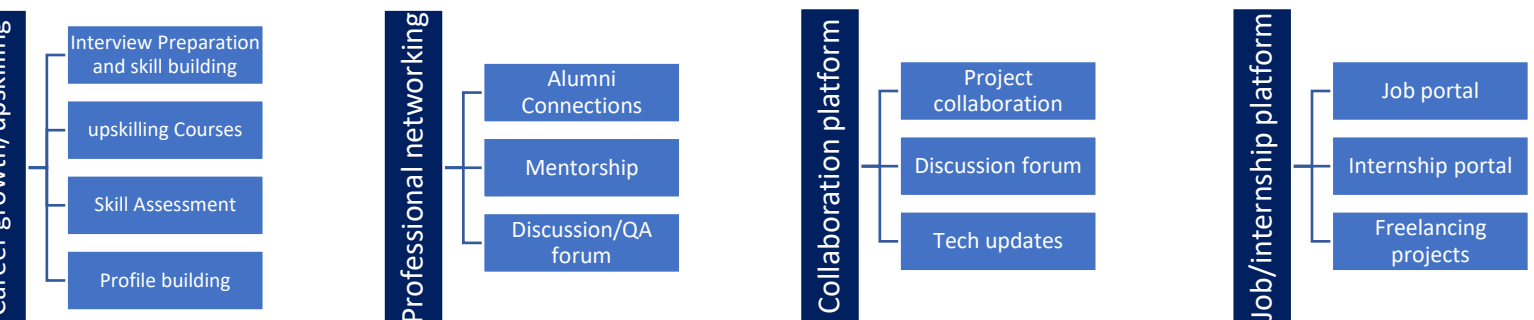 Career growth/ upskilling
Interview Preparation
and skill building
upskilling Courses
Skill Assessment
Profile building
Professional networking
Alumni
Connections
Mentorship
Discussion/QA
forum
Collaboration platform
Project
collaboration
Discussion forum
Tech updates
Job/internship platform
Job portal
Internship portal
Freelancing
projects